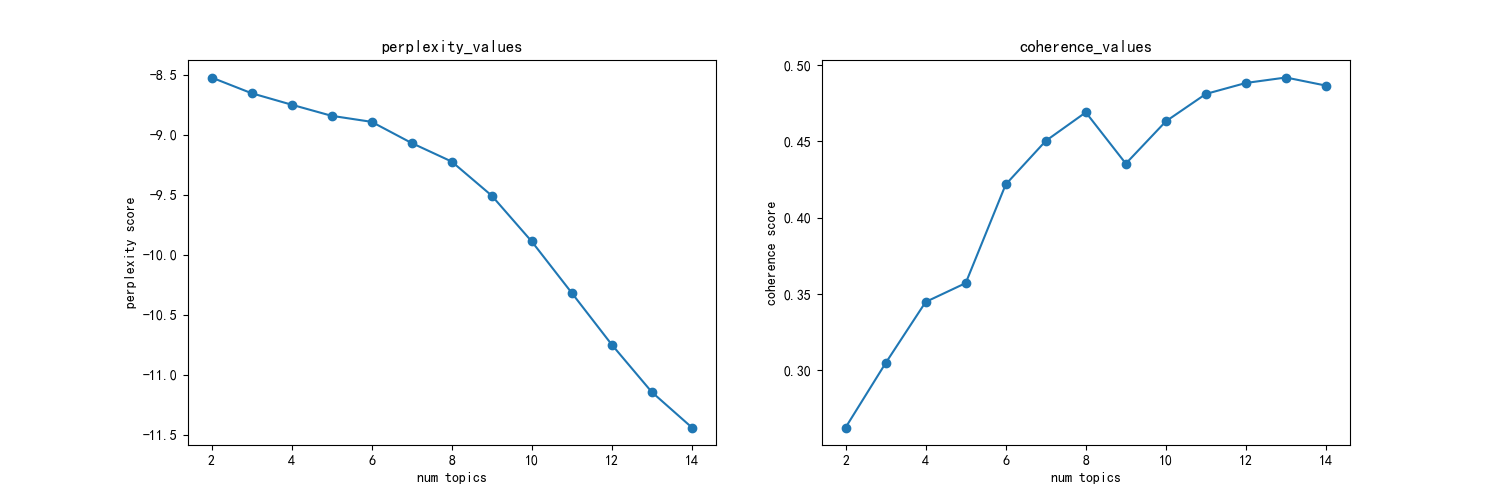 perplexity_values
perplexity score
-8.5
-9.0
-9.5
-10.0
-10.5
-11.0
-11.5
2 4 6 8 10 12 14
num topics
coherence_values
coherence score
0.50
0.45
0.40
0.35
0.30
2 4 6 8 10 12 14
num topics